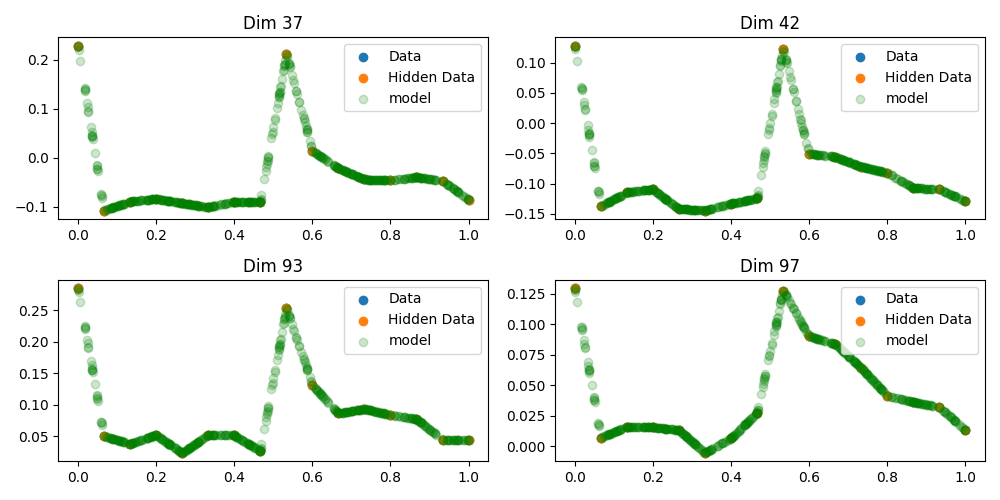 Dim 37
0.2
0.1
0.0
−0.1
Data
Hidden Data
model
0.0 0.2 0.4 0.6 0.8 1.0
Dim 42
0.10
0.05
0.00
−0.05
−0.10
−0.15
Data
Hidden Data
model
0.0 0.2 0.4 0.6 0.8 1.0
Dim 93
0.25
0.20
0.15
0.10
0.05
Data
Hidden Data
model
0.0 0.2 0.4 0.6 0.8 1.0
Dim 97
0.125
0.100
0.075
0.050
0.025
0.000
Data
Hidden Data
model
0.0 0.2 0.4 0.6 0.8 1.0